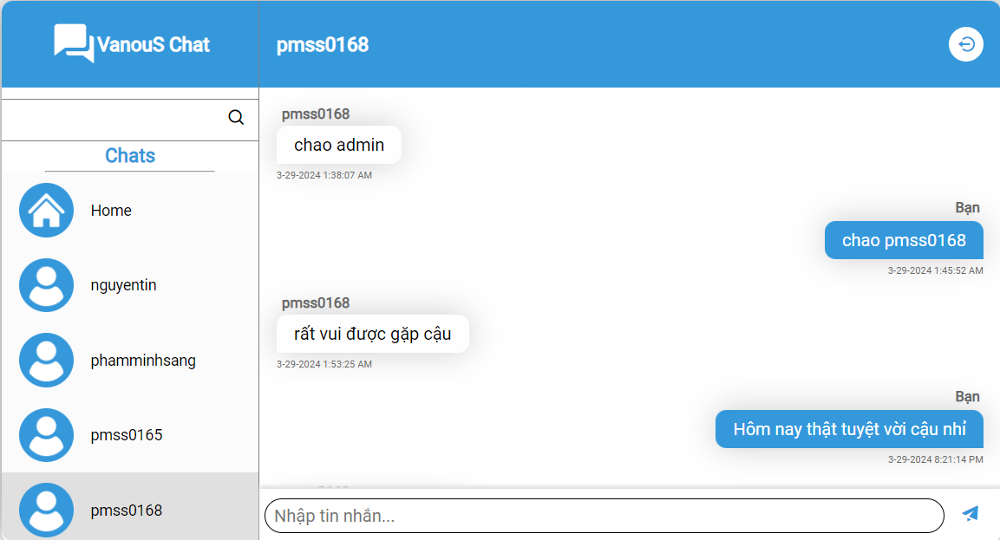 VanouS Chat
pmss0168
Chats
Home
nguyentin
phamminhsang
pmss0165
pmss0168
pmss0168
chao admin
3-29-2024 1:38:07 AM
Bạn
chao pmss0168
3-29-2024 1:45:52 AM
pmss0168
rất vui được gặp cậu
3-29-2024 1:53:25 AM
Bạn
Hôm nay thật tuyệt vời cậu nhỉ
3-29-2024 8:21:14 PM
Nhập tin nhắn...